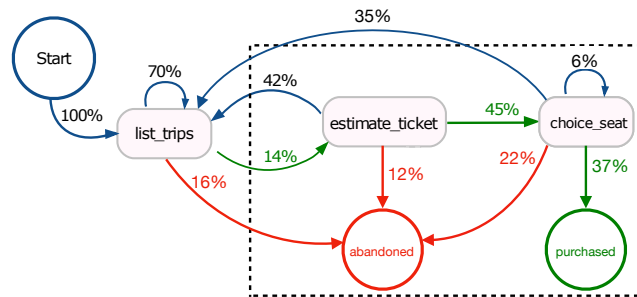 35%
Start
70%
6%
42%
100%
estimate_ticket
45%
choice_seat
list_trips
14%
22%
37%
16%
12%
abandoned
purchased